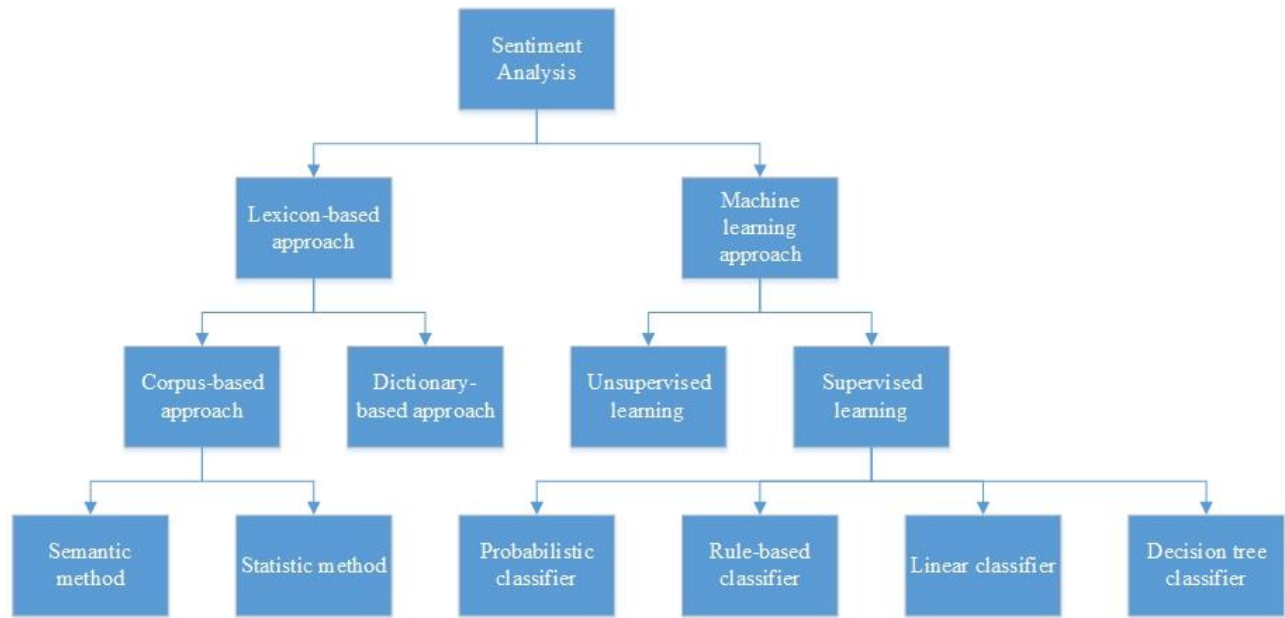 Sentiment
Analysis
Lexicon-based
approach
Machine
learning
approach
Corpus-based
approach
Dictionary-
based approach
Unsupervised
learning
Supervised
learning
Semantic
method
Statistic method
Probabilistic
classifier
Rule-based
classifier
Linear classifier
Decision tree
classifier